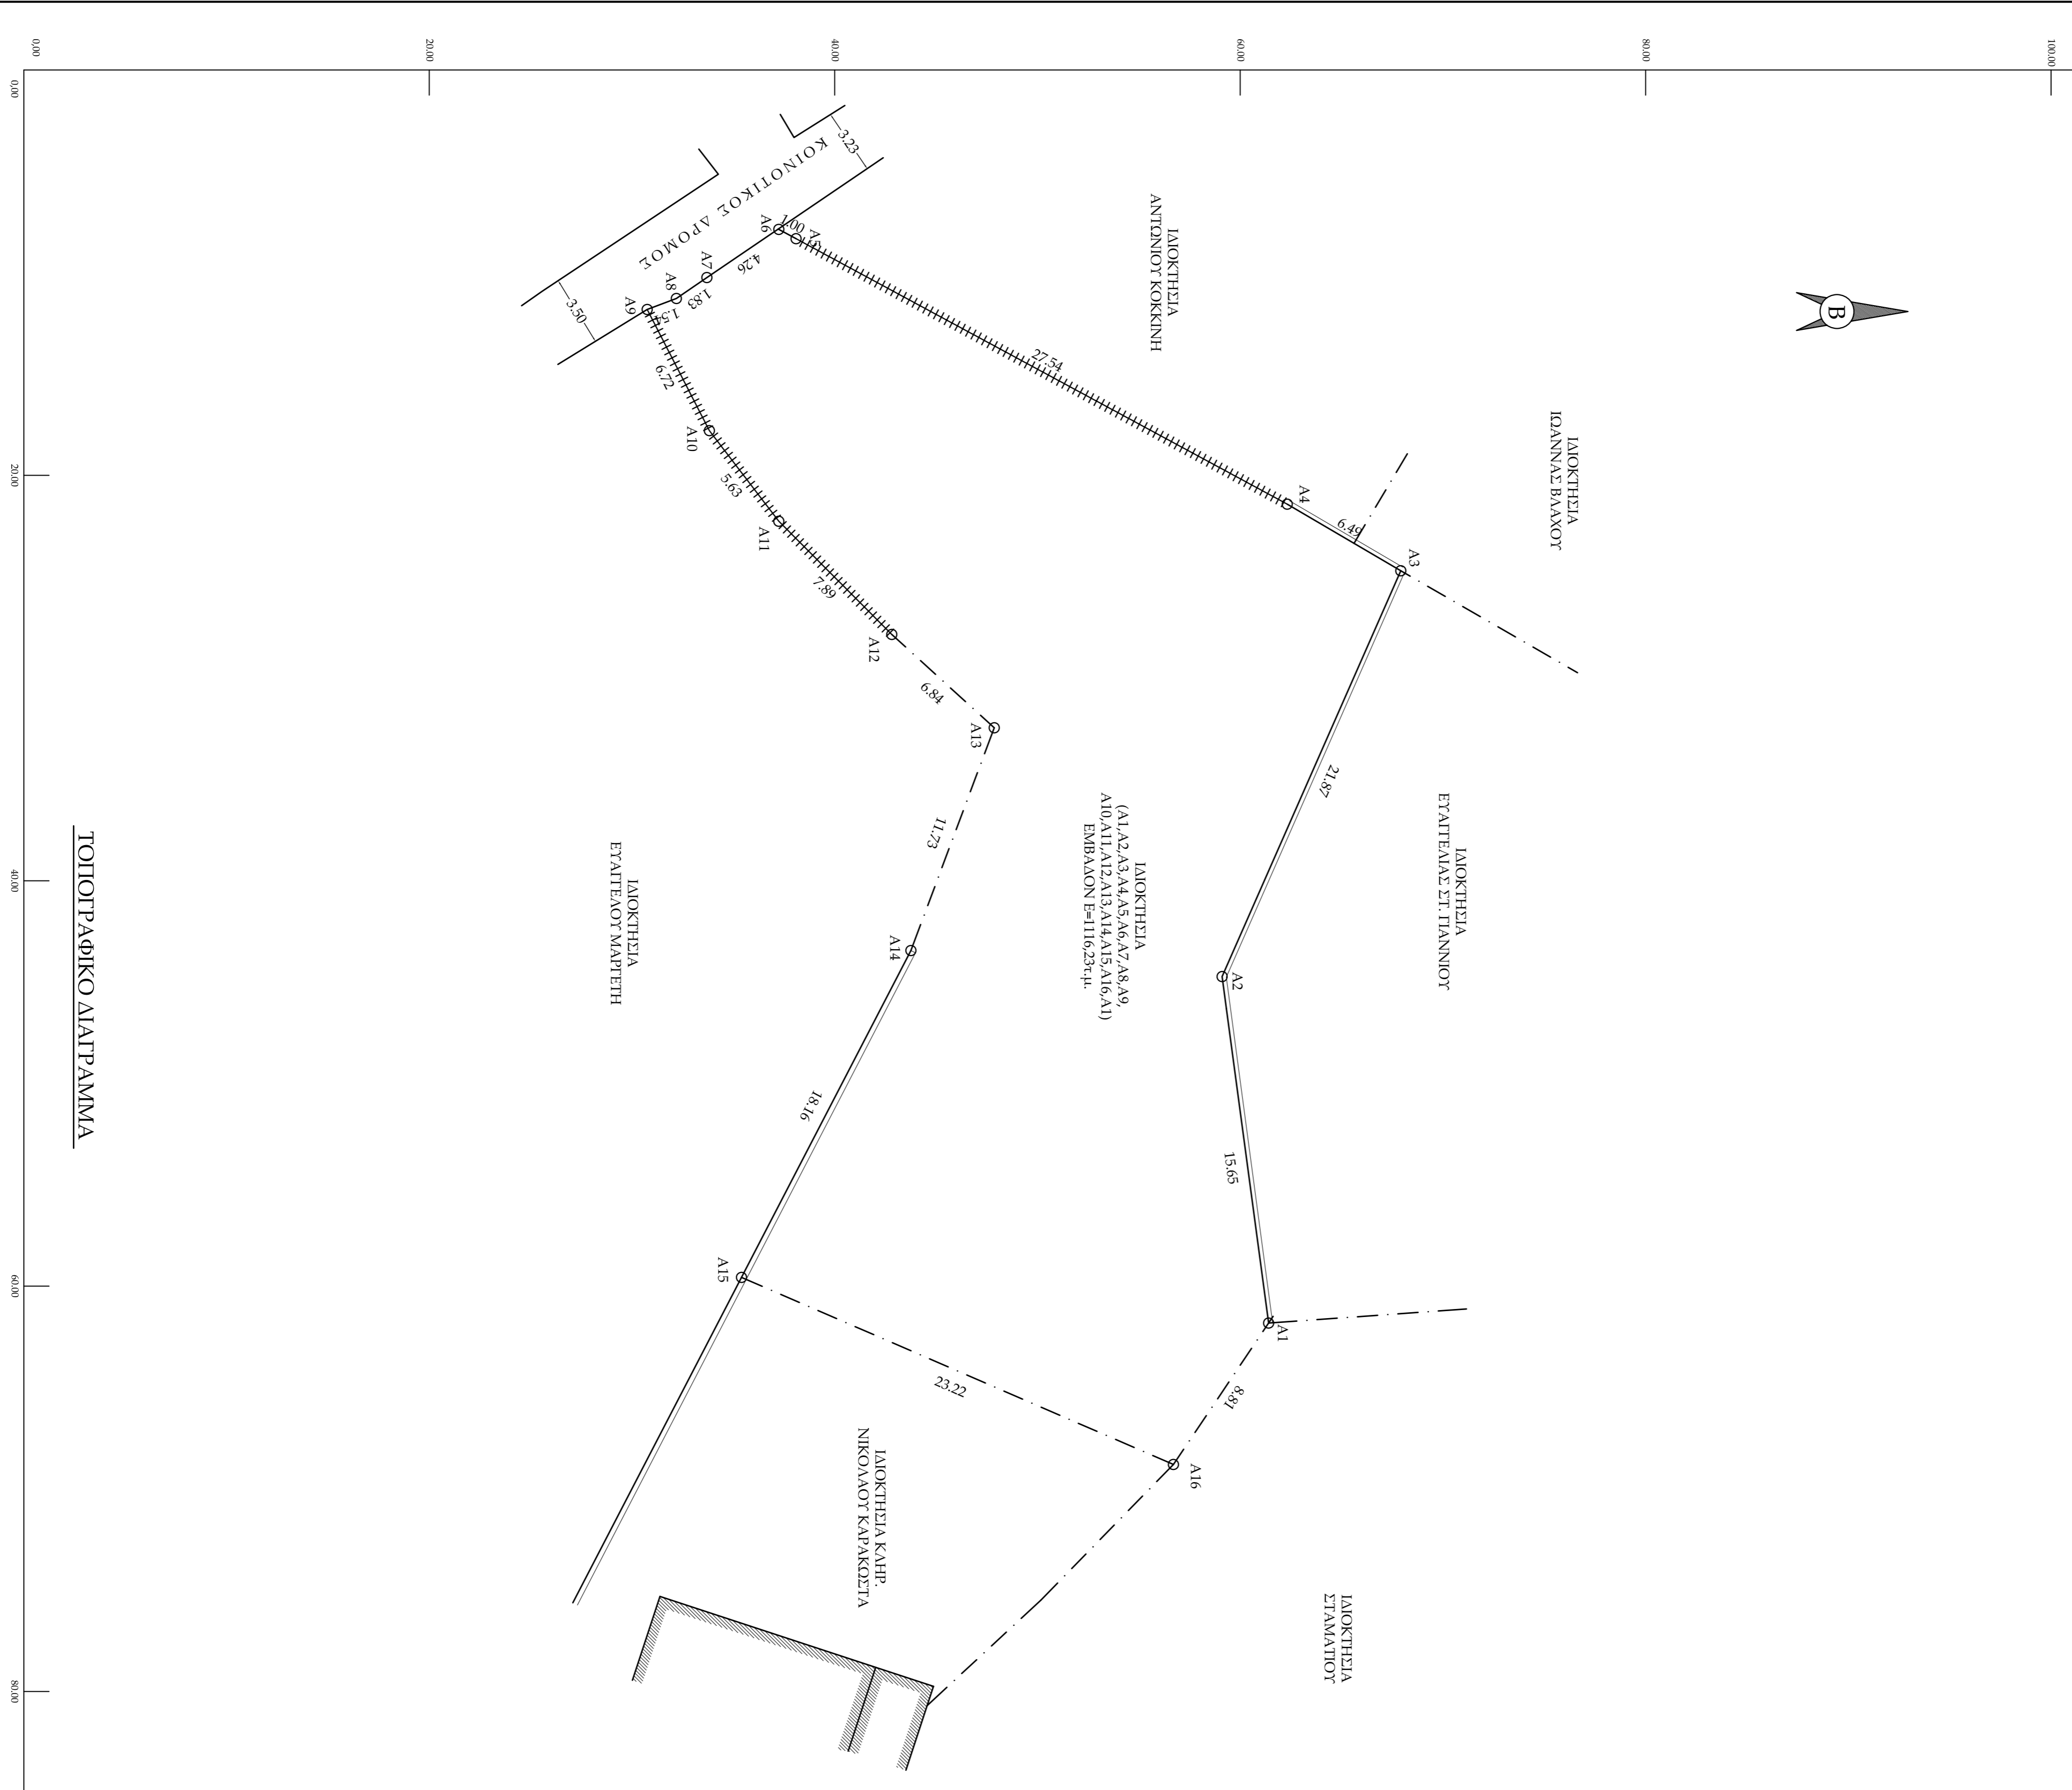 100.00
80.00
60.00
40.00
20.00
0,00
0,00
20.00
40.00
60.00
80.00
Β
ΙΔΙΟΚΤΗΣΙΑ
ΙΩΑΝΝΑΣ ΒΛΑΧΟΥ
ΙΔΙΟΚΤΗΣΙΑ
ΕΥΑΓΓΕΛΙΑΣ ΣΤ. ΓΙΑΝΝΙΟΥ
ΙΔΙΟΚΤΗΣΙΑ
ΣΤΑΜΑΤΙΟΥ
ΙΔΙΟΚΤΗΣΙΑ
ΑΝΤΩΝΙΟΥ ΚΟΚΚΙΝΗ
ΙΔΙΟΚΤΗΣΙΑ
(Α1,Α2,Α3,Α4,Α5,Α6,Α7,Α8,Α9,
Α10,Α11,Α12,Α13,Α14,Α15,Α16,Α1)
ΕΜΒΑΔΟΝ Ε=1116,23τ.μ.
ΙΔΙΟΚΤΗΣΙΑ ΚΛΗΡ.
ΝΙΚΟΛΑΟΥ ΚΑΡΑΚΩΣΤΑ
ΙΔΙΟΚΤΗΣΙΑ
ΕΥΑΓΓΕΛΟΥ ΜΑΡΓΕΤΗ
ΚΟΙΝΟΤΙΚΟΣ ΔΡΟΜΟΣ
3.23
3.50
Α1
15.65
Α2
21.87
Α3
6.49
Α4
27.54
Α5
1.00
Α6
4.26
Α7
1.83
Α8
Α9
6.72
Α10
5.63
Α11
7.89
Α12
6.84
Α13
11.73
Α14
18.16
Α15
23.22
Α16
8.81
ΤΟΠΟΓΡΑΦΙΚΟ ΔΙΑΓΡΑΜΜΑ